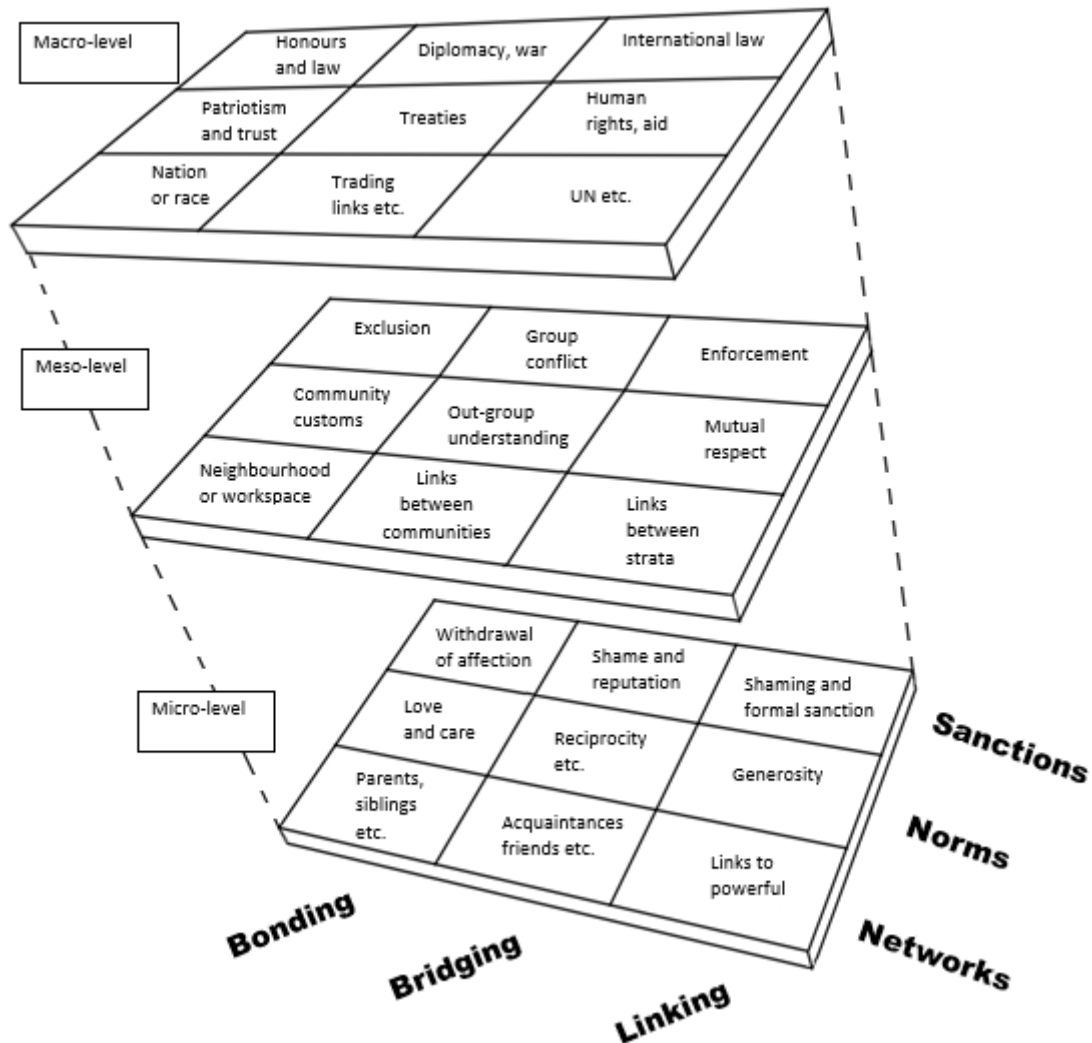 Macro-level
Honours
and law
Diplomacy, war
International law
Patriotism
and trust
Treaties
Human
rights, aid
Nation
or race
Trading
links etc.
UN etc.
Meso-level
Exclusion
Group
conflict
Enforcement
Community
customs
Out-group
understanding
Mutual
respect
Neighbourhood
or workspace
Links
between
communities
Links
between
strata
Micro-level
Withdrawal
of affection
Shame and
reputation
Shaming and
formal sanction
Love
and care
Reciprocity
etc.
Generosity
Parents,
siblings
etc.
Acquaintances
friends etc.
Links to
powerful
Sanctions
Norms
Networks
Bonding
Bridging
Linking